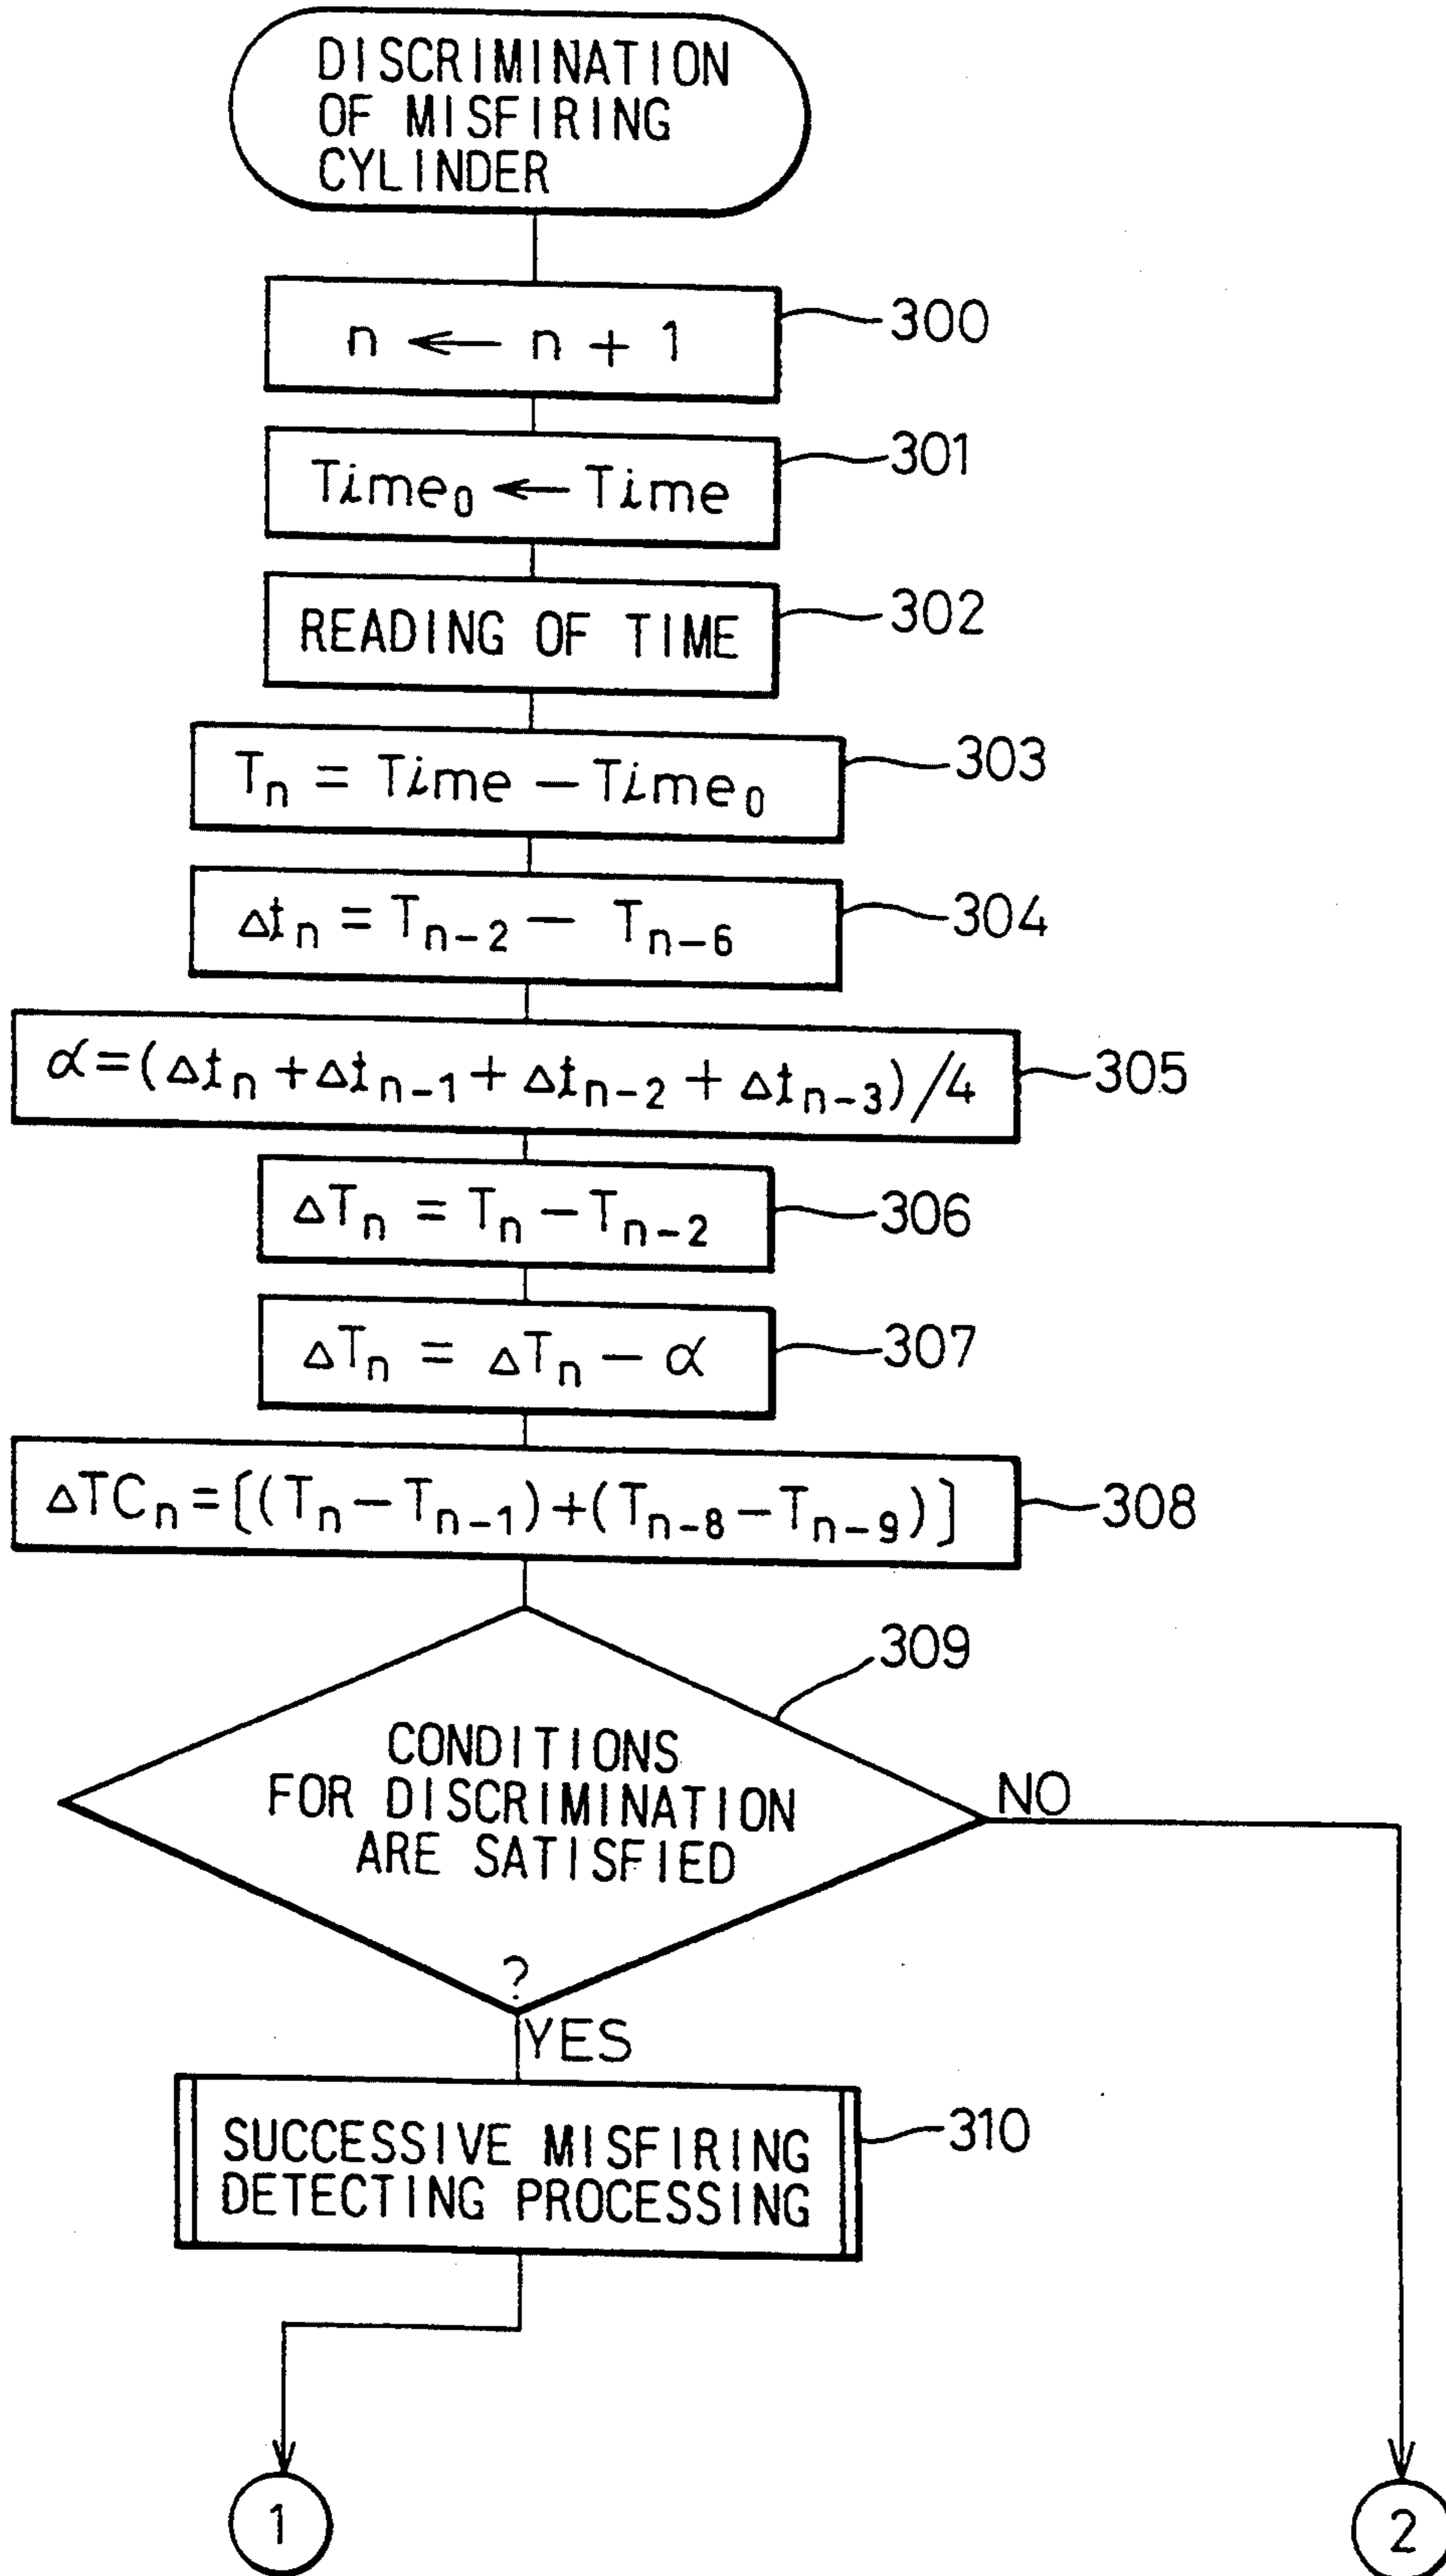 DISCRIMINATION
OF MISFIRING
CYLINDER
n ← n + 1
300
Time₀ ← Time
301
READING OF TIME
302
Tₙ = Time − Time₀
303
Δtₙ = Tₙ₋₂ − Tₙ₋₆
304
α=(Δtₙ+Δtₙ₋₁+Δtₙ₋₂+Δtₙ₋₃)/4
305
ΔTₙ = Tₙ−Tₙ₋₂
306
ΔTₙ = ΔTₙ − α
307
ΔTCₙ=[(Tₙ−Tₙ₋₁)+(Tₙ₋₈−Tₙ₋₉)]
308
309
CONDITIONS
FOR DISCRIMINATION
ARE SATISFIED
?
NO
YES
SUCCESSIVE MISFIRING
DETECTING PROCESSING
310
1
2